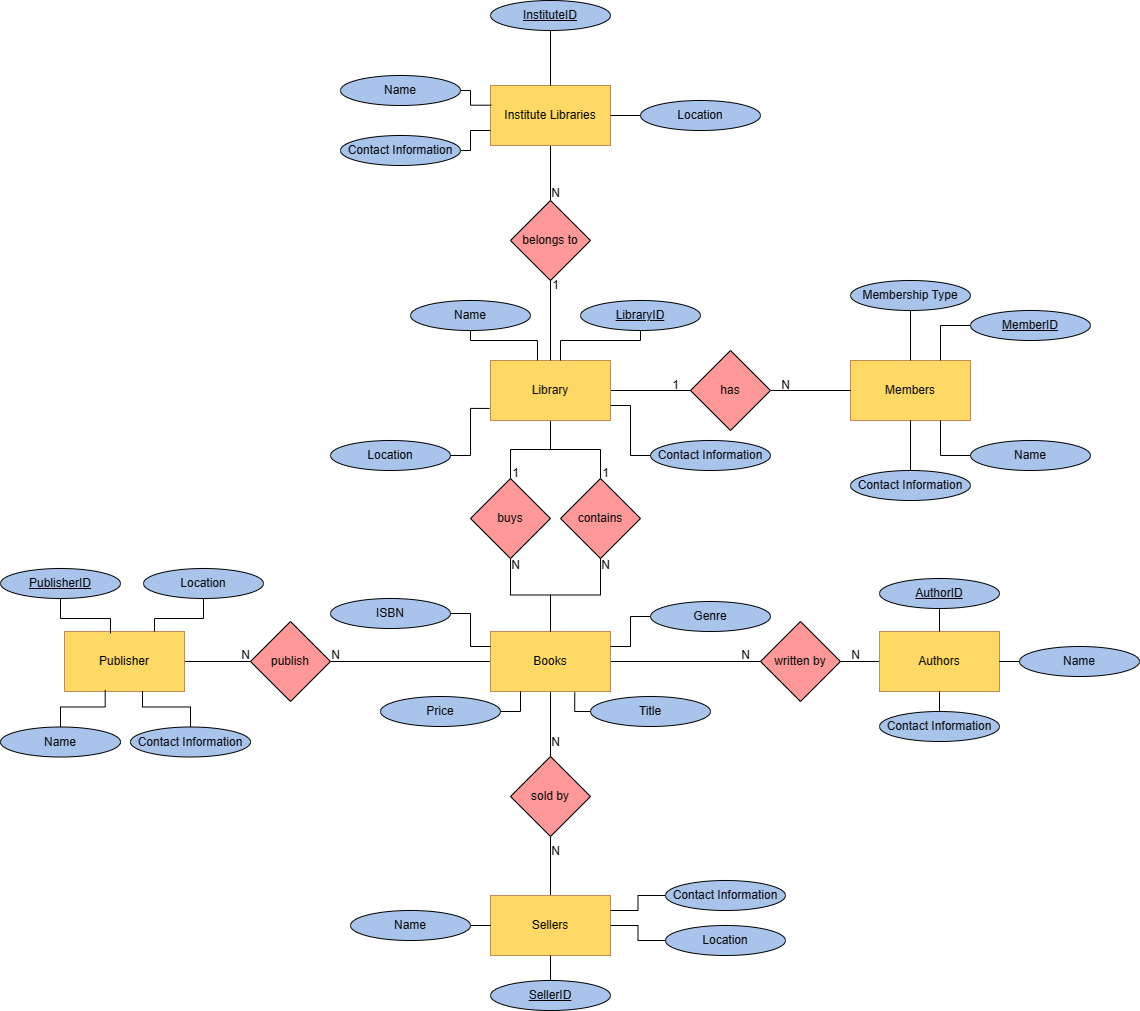 InstituteID
Name
Institute Libraries
Location
Contact Information
N
belongs to
1
Membership Type
Name
LibraryID
MemberID
Library
1
has
N
Members
Location
Contact Information
Name
Contact Information
1
1
buys
contains
N
N
PublisherID
Location
ISBN
Genre
AuthorID
Publisher
N
publish
N
Books
N
written by
N
Authors
Name
Price
Title
Contact Information
Name
Contact Information
N
sold by
N
Contact Information
Name
Sellers
Location
SellerID